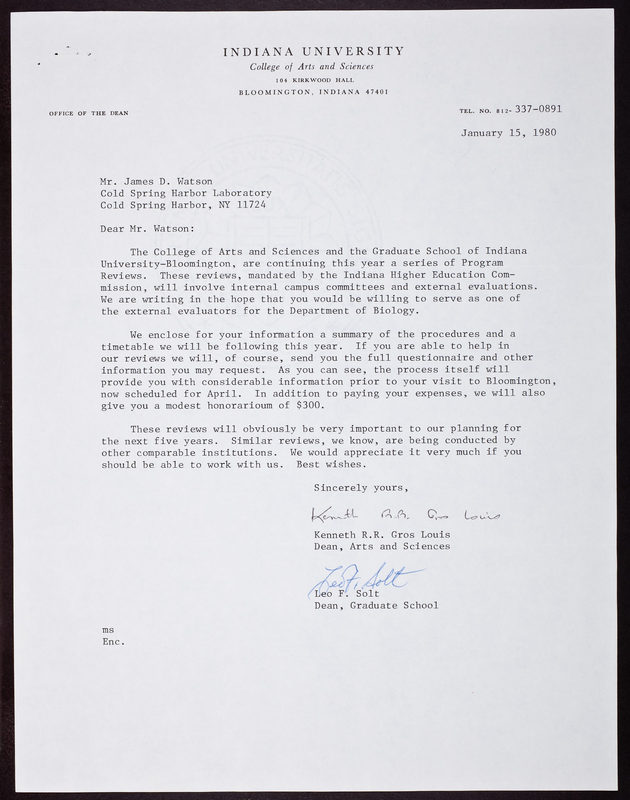 INDIANA UNIVERSITY
College of Arts and Sciences
104 KIRKWOOD HALL
BLOOMINGTON, INDIANA 47401
OFFICE OF THE DEAN
TEL. NO. 812- 337-0891
January 15, 1980
Mr. James D. Watson
Cold Spring Harbor Laboratory
Cold Spring Harbor, NY 11724
Dear Mr. Watson:
The College of Arts and Sciences and the Graduate School of Indiana
University-Bloomington, are continuing this year a series of Program
Reviews. These reviews, mandated by the Indiana Higher Education Com-
mission, will involve internal campus committees and external evaluations.
We are writing in the hope that you would be willing to serve as one of
the external evaluators for the Department of Biology.
We enclose for your information a summary of the procedures and a
timetable we will be following this year. If you are able to help in
our reviews we will, of course, send you the full questionnaire and other
information you may request. As you can see, the process itself will
provide you with considerable information prior to your visit to Bloomington,
now scheduled for April. In addition to paying your expenses, we will also
give you a modest honorarioum of $300.
These reviews will obviously be very important to our planning for
the next five years. Similar reviews, we know, are being conducted by
other comparable institutions. We would appreciate it very much if you
should be able to work with us. Best wishes.
Sincerely yours,
Kenneth R.R. Gros Louis
Kenneth R.R. Gros Louis
Dean, Arts and Sciences
Leo F. Solt
Leo F. Solt
Dean, Graduate School
ms
Enc.